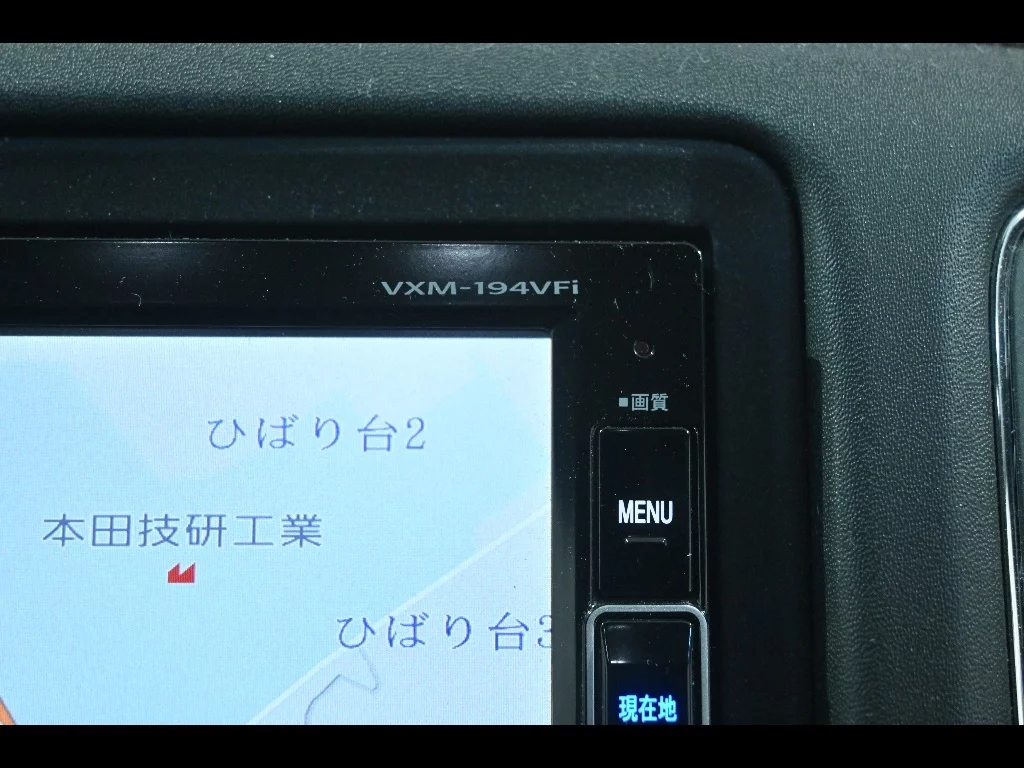 VXM-194VFi
■画質
ひばり台2
MENU
本田技研工業
ひばり台3
現在地